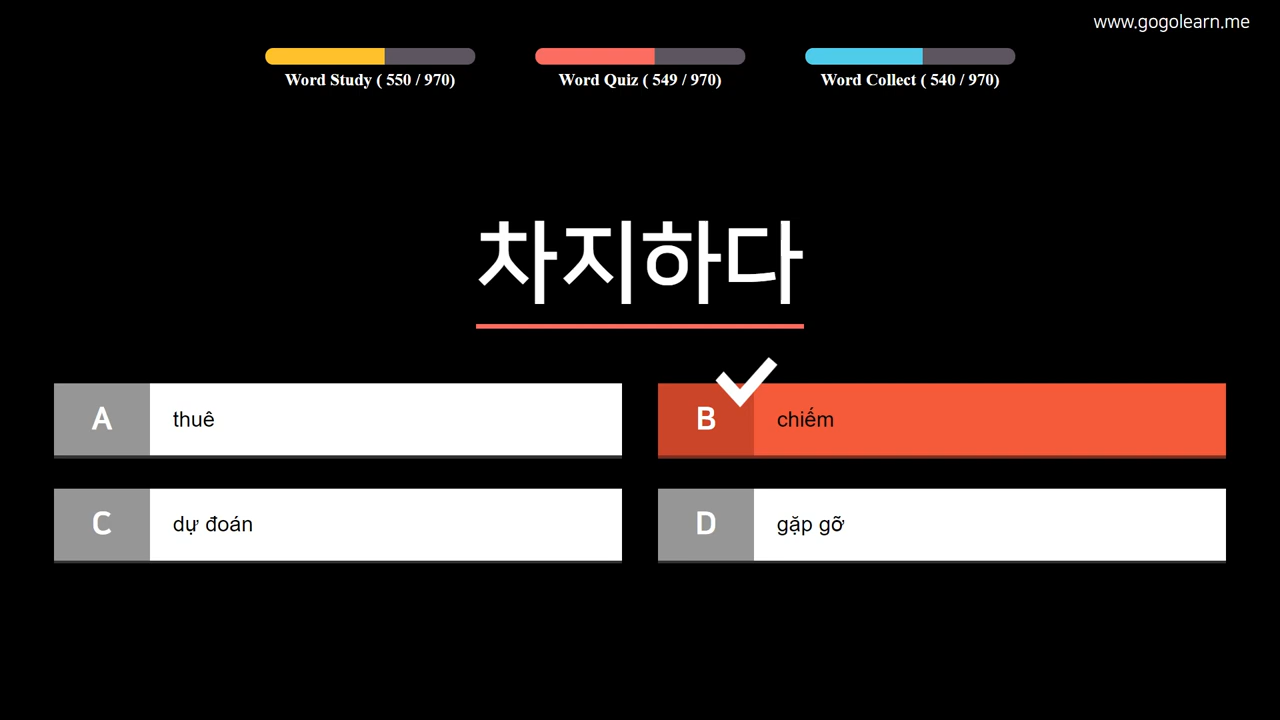 www.gogolearn.me
Word Study ( 550 / 970)
Word Quiz ( 549 / 970)
Word Collect ( 540 / 970)
차지하다
A thuê
B chiếm
C dự đoán
D gặp gỡ